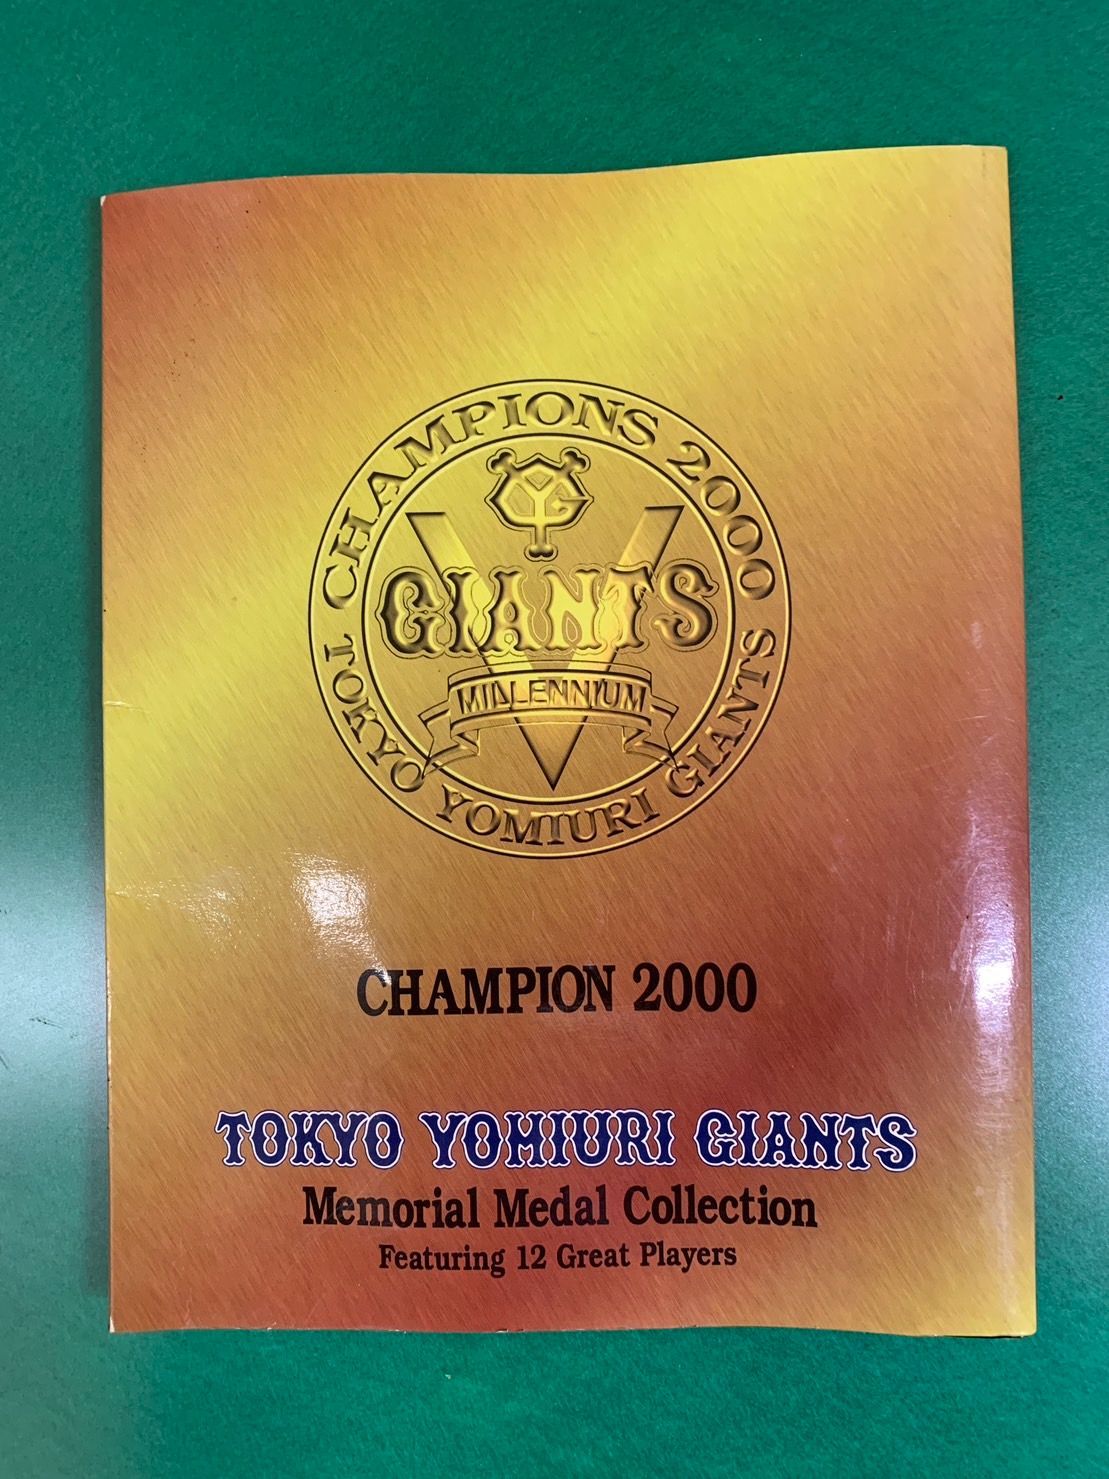 CHAMPIONS 2000
YG
GIANTS
V
MILLENNIUM
TOKYO YOMIURI GIANTS
CHAMPION 2000
TOKYO YOMIURI GIANTS
Memorial Medal Collection
Featuring 12 Great Players